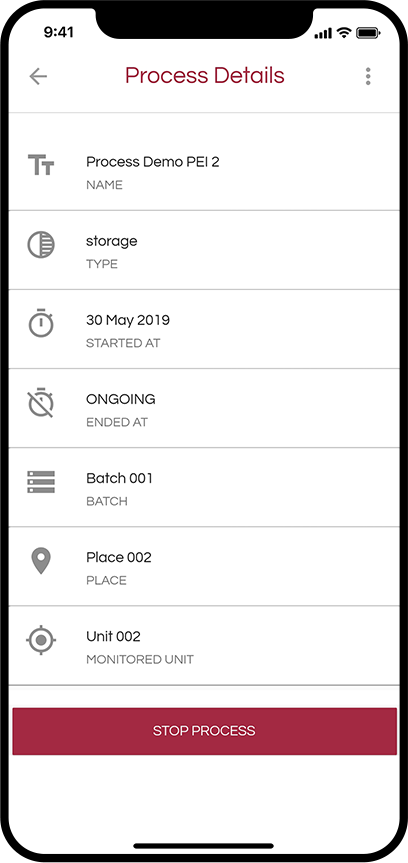 9:41
Process Details
Process Demo PEI 2
NAME
storage
TYPE
30 May 2019
STARTED AT
ONGOING
ENDED AT
Batch 001
BATCH
Place 002
PLACE
Unit 002
MONITORED UNIT
STOP PROCESS